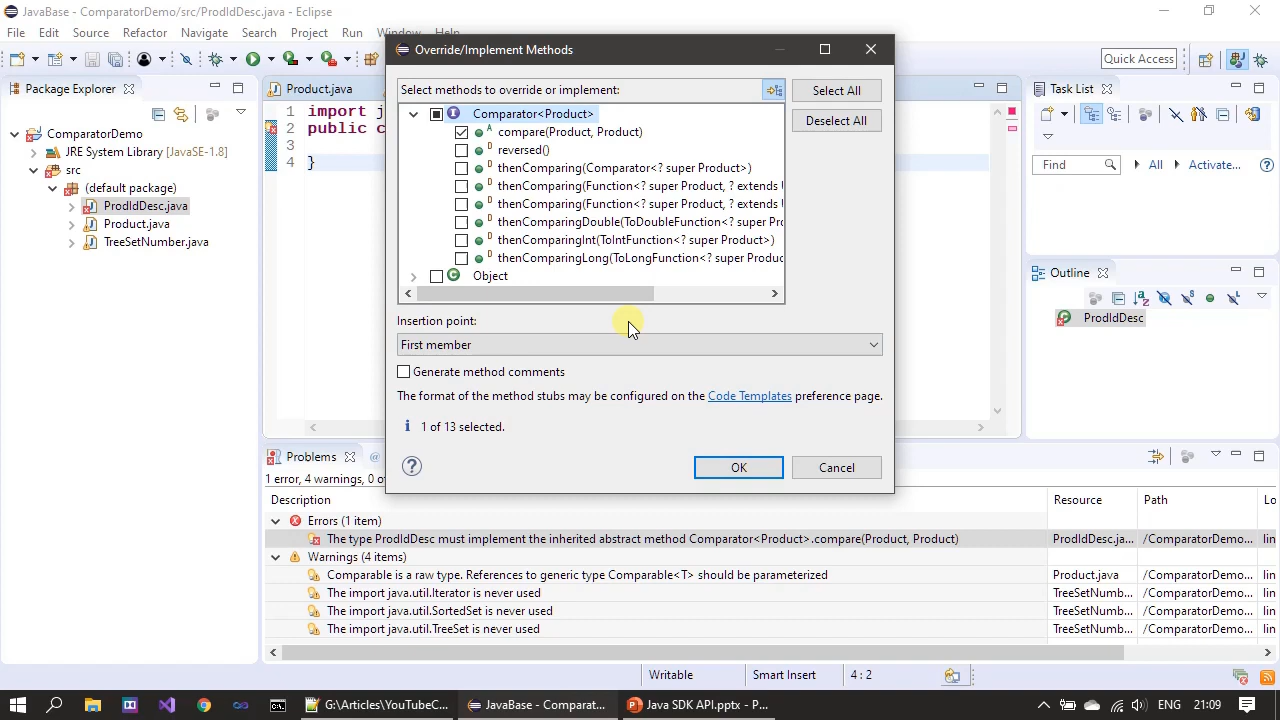 JavaBase - ComparatorDemo/src/ProdIdDesc.java - Eclipse
File Edit Source Refactor Navigate Search Project Run
Override/Implement Methods
Quick Access
Package Explorer
ComparatorDemo
JRE System Library [JavaSE-1.8]
src
(default package)
ProdIdDesc.java
Product.java
TreeSetNumber.java
Product.java
1 import j
2 public c
3
4 }
Select methods to override or implement:
Select All
Deselect All
Comparator<Product>
compare(Product, Product)
reversed()
thenComparing(Comparator<? super Product>)
thenComparing(Function<? super Product, ? extends
thenComparing(Function<? super Product, ? extends
thenComparingDouble(ToDoubleFunction<? super Pro
thenComparingInt(ToIntFunction<? super Product>)
thenComparingLong(ToLongFunction<? super Produc
Object
Insertion point:
First member
Generate method comments
The format of the method stubs may be configured on the Code Templates preference page.
1 of 13 selected.
OK
Cancel
Task List
Find
All
Activate...
Outline
ProdIdDesc
Problems
@
1 error, 4 warnings, 0 o
Description Resource Path Lo
Errors (1 item)
The type ProdIdDesc must implement the inherited abstract method Comparator<Product>.compare(Product, Product) ProdIdDesc.ja... /ComparatorDemo... lin
Warnings (4 items)
Comparable is a raw type. References to generic type Comparable<T> should be parameterized Product.java /ComparatorDemo... lin
The import java.util.Iterator is never used TreeSetNumb... /ComparatorDemo... lin
The import java.util.SortedSet is never used TreeSetNumb... /ComparatorDemo... lin
The import java.util.TreeSet is never used TreeSetNumb... /ComparatorDemo... lin
Writable Smart Insert 4 : 2
G:\Articles\YouTubeC... JavaBase - Comparat... Java SDK API.pptx - P... ENG 21:09